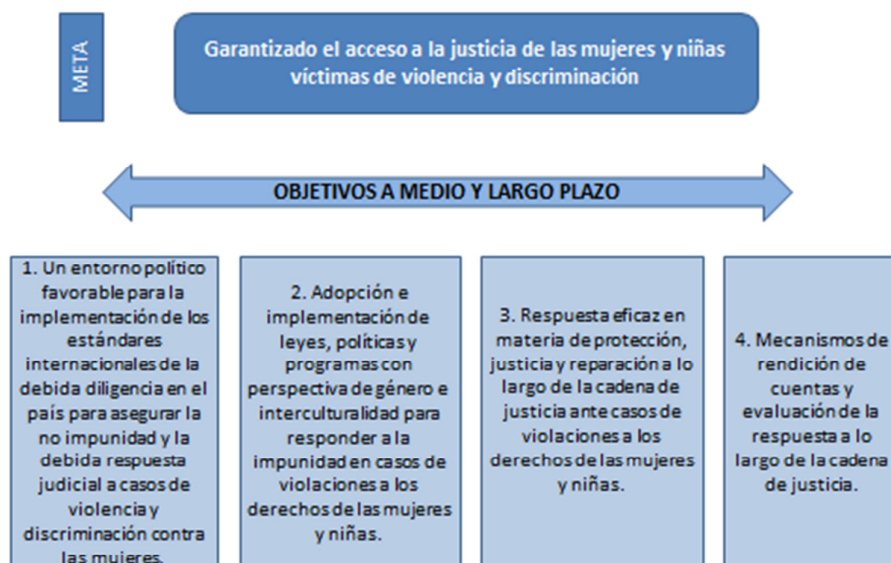 META
Garantizado el acceso a la justicia de las mujeres y niñas
víctimas de violencia y discriminación
OBJETIVOS A MEDIO Y LARGO PLAZO
1. Un entorno político
favorable para la
implementación de los
estándares
internacionales de la
debida diligencia en el
país para asegurar la
no impunidad y la
debida respuesta
judicial a casos de
violencia y
discriminación contra
las mujeres.
2. Adopción e
implementación de
leyes, políticas y
programas con
perspectiva de género e
interculturalidad para
responder a la
impunidad en casos de
violaciones a los
derechos de las mujeres
y niñas.
3. Respuesta eficaz en
materia de protección,
justicia y reparación a lo
largo de la cadena de
justicia ante casos de
violaciones a los
derechos de las mujeres
y niñas.
4. Mecanismos de
rendición de
cuentas y
evaluación de la
respuesta a lo
largo de la cadena
de justicia.